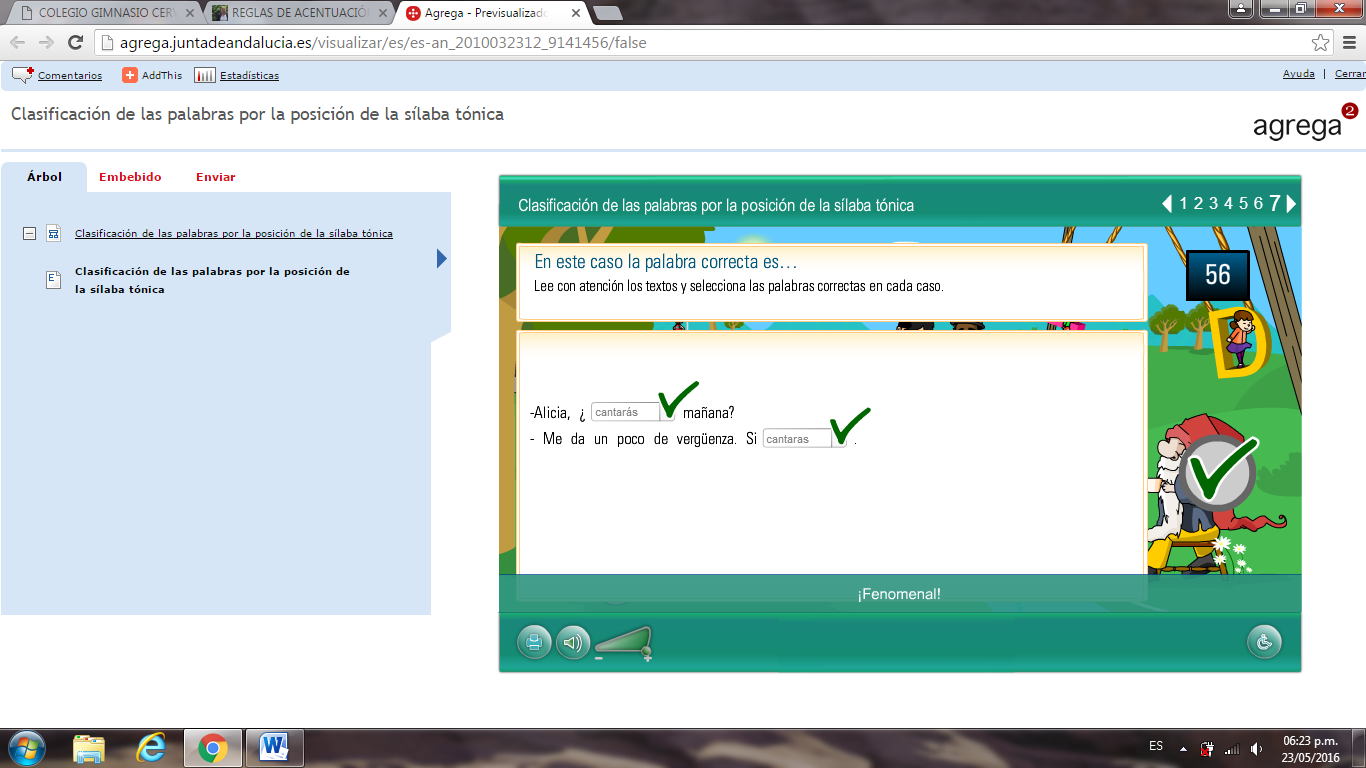 COLEGIO GIMNASIO CER
REGLAS DE ACENTUACIÓ
Agrega - Previsualizado
agrega.juntadeandalucia.es/visualizar/es/es-an_2010032312_9141456/false
Comentarios
AddThis
Estadísticas
Ayuda | Cerrar
Clasificación de las palabras por la posición de la sílaba tónica
agrega 2
Árbol
Embebido
Enviar
Clasificación de las palabras por la posición de la sílaba tónica
Clasificación de las palabras por la posición de
la sílaba tónica
Clasificación de las palabras por la posición de la sílaba tónica
1 2 3 4 5 6 7
En este caso la palabra correcta es...
Lee con atención los textos y selecciona las palabras correctas en cada caso.
56
D
-Alicia, ¿ cantarás mañana?
- Me da un poco de vergüenza. Si cantaras .
¡Fenomenal!
ES
06:23 p.m.
23/05/2016